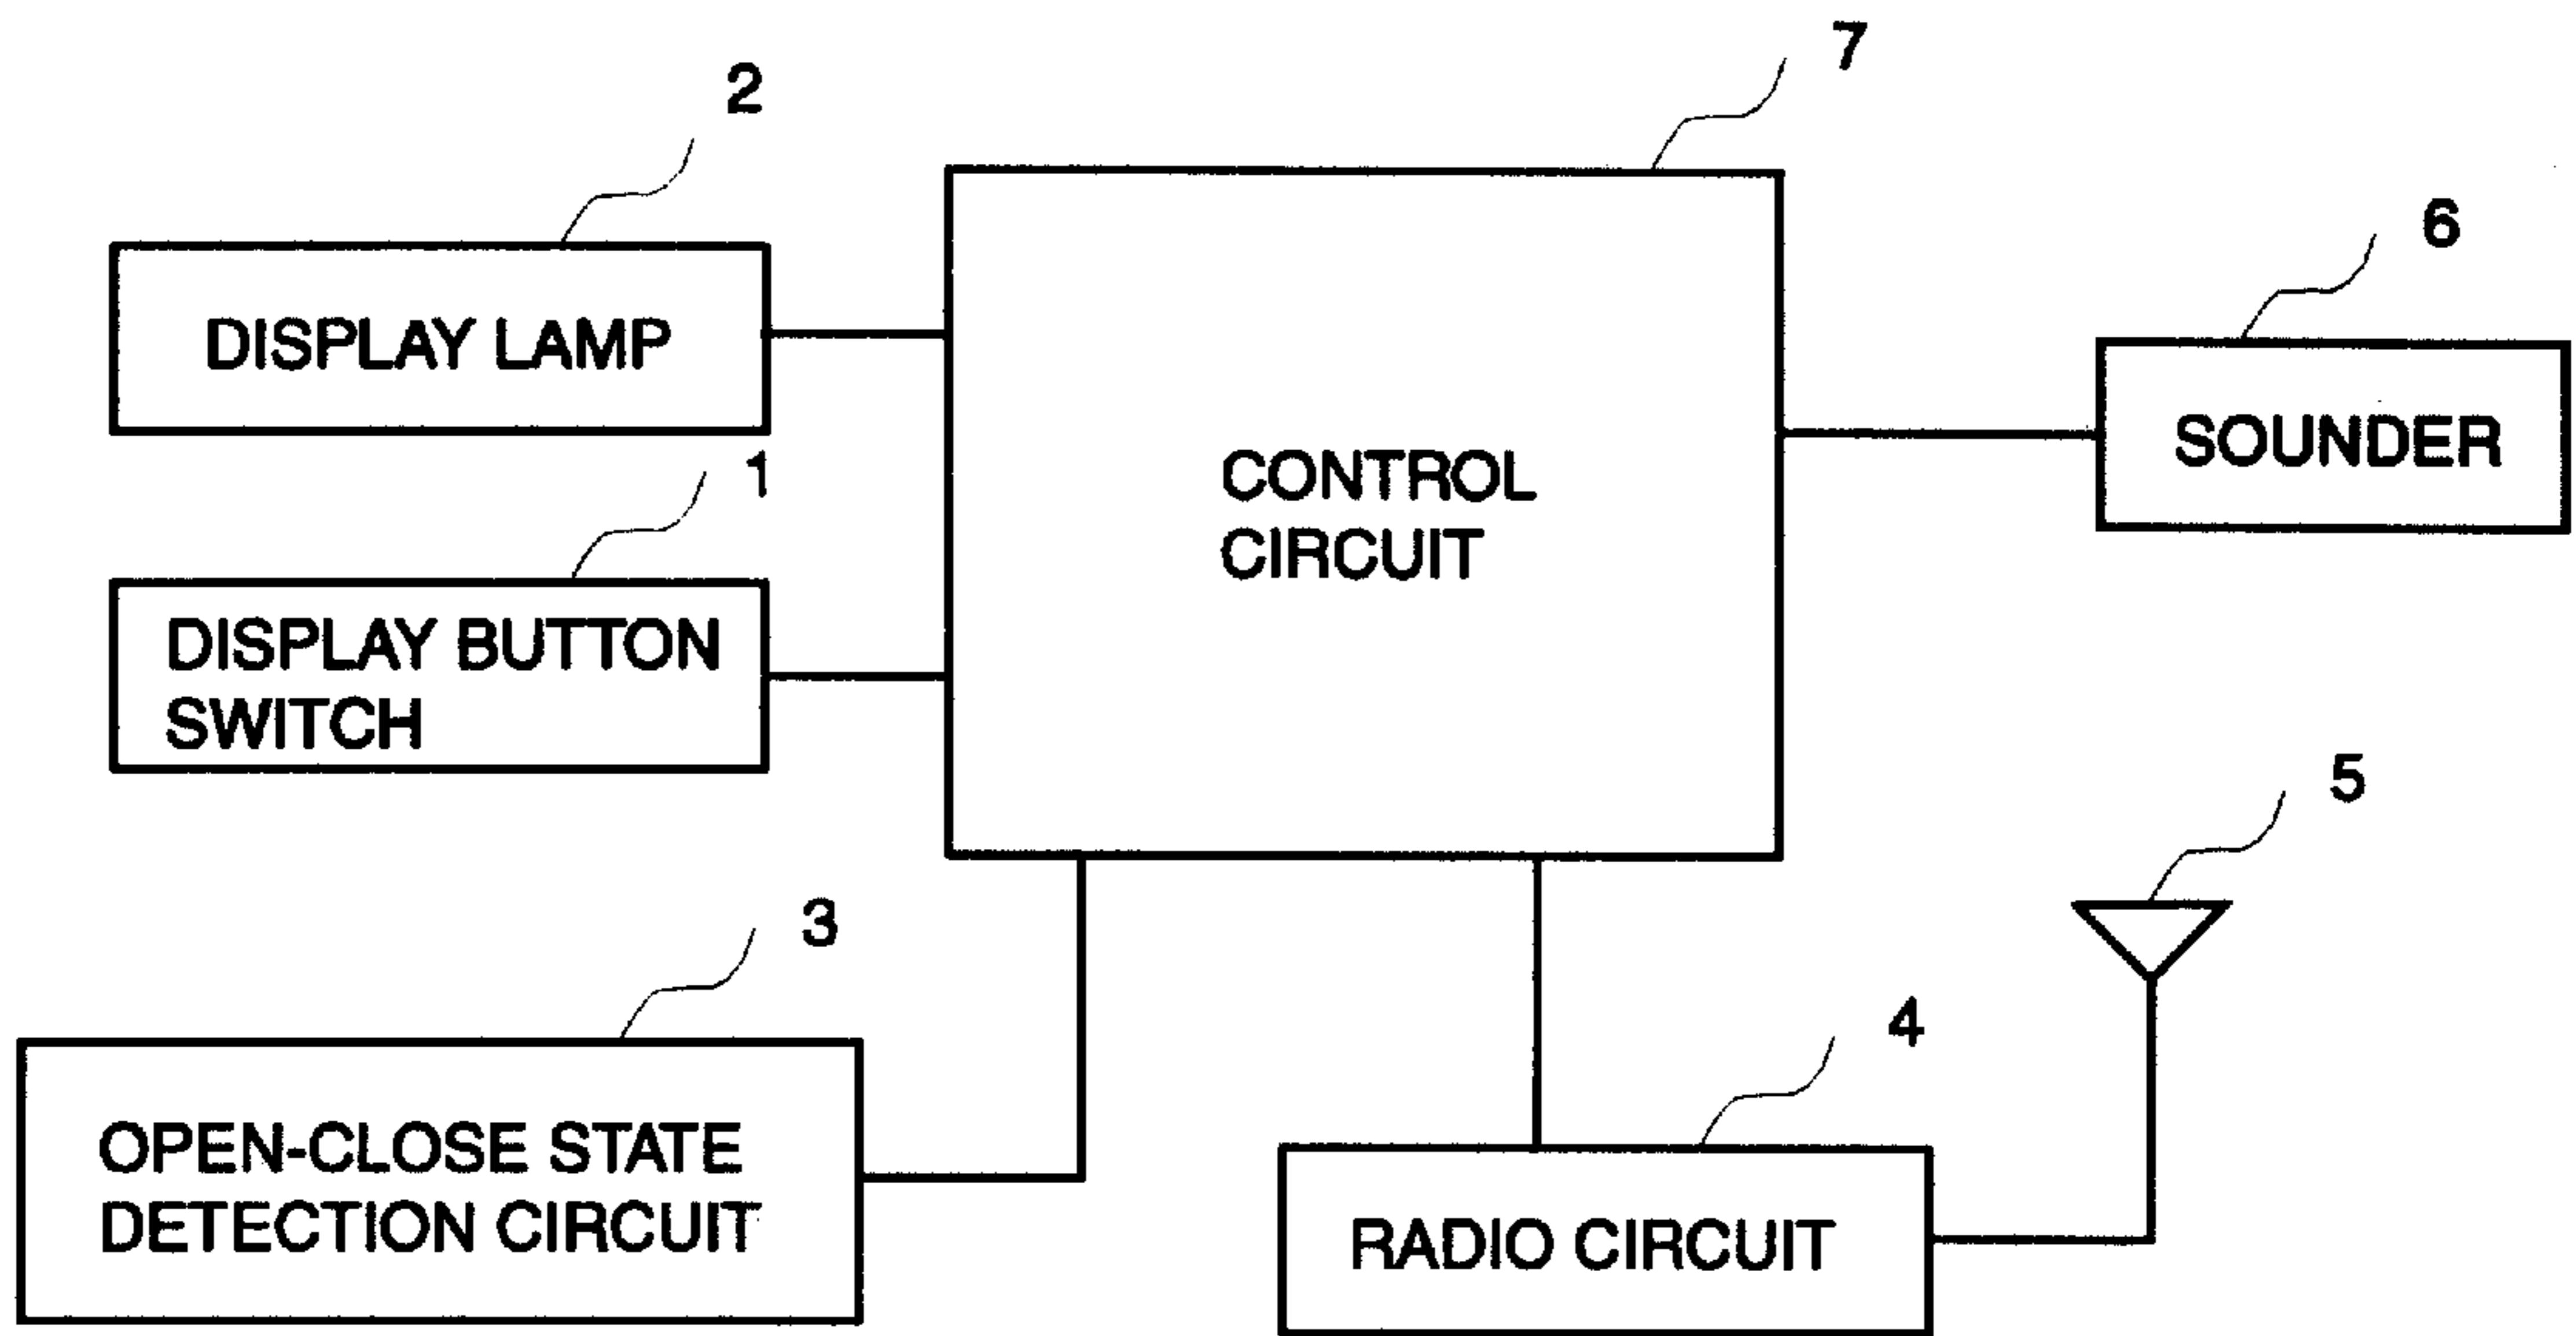 7
2
6
DISPLAY LAMP
SOUNDER
1
CONTROL
CIRCUIT
DISPLAY BUTTON
SWITCH
5
3
4
OPEN-CLOSE STATE
DETECTION CIRCUIT
RADIO CIRCUIT